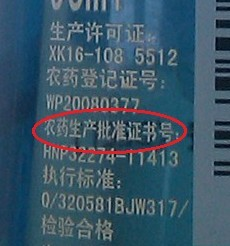 生产许可证:
XK16-108 5512
农药登记证号:
WP20080377
农药生产批准证书号:
HNP32274-11413
执行标准:
Q/320581BJW317/
检验合格